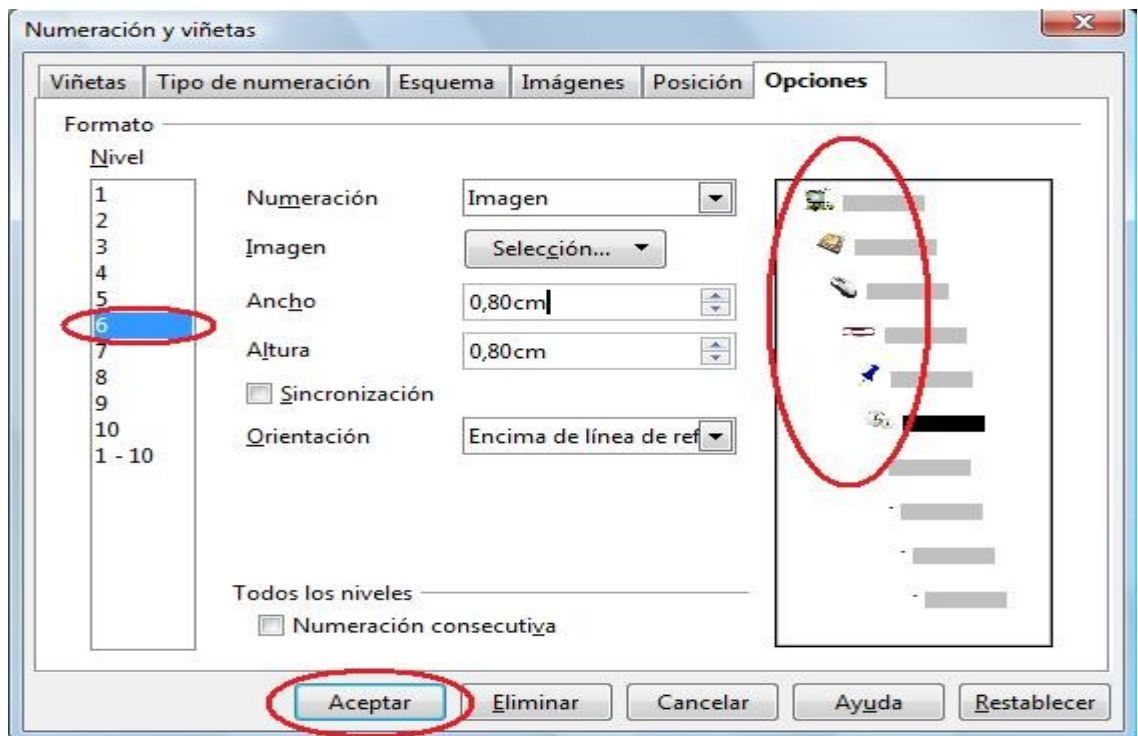 Numeración y viñetas
Viñetas Tipo de numeración Esquema Imágenes Posición Opciones
Formato
Nivel
1
2
3
4
5
6
7
8
9
10
1 - 10
Numeración Imagen
Imagen Selección...
Ancho 0,80cm
Altura 0,80cm
Sincronización
Orientación Encima de línea de ref
Todos los niveles
Numeración consecutiva
Aceptar Eliminar Cancelar Ayuda Restablecer